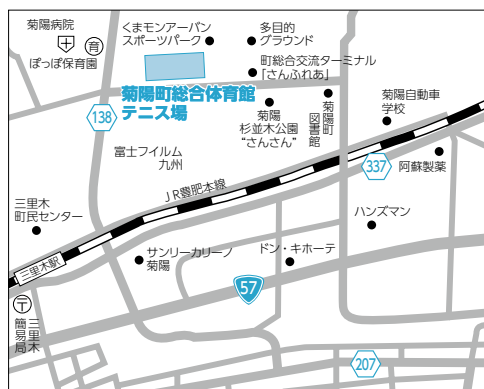 菊陽病院
育
ぽっぽ保育園
くまモンアーバン
スポーツパーク
多目的
グラウンド
町総合交流ターミナル
「さんふれあ」
菊陽町総合体育館
テニス場
138
菊陽
杉並木公園
“さんさん”
菊陽町
図書館
菊陽自動車
学校
富士フイルム
九州
337
阿蘇製薬
JR豊肥本線
三里木
町民センター
ハンズマン
サンリーカリーノ
菊陽
ドン・キホーテ
三里木駅
57
〒
三里木
簡易局
207